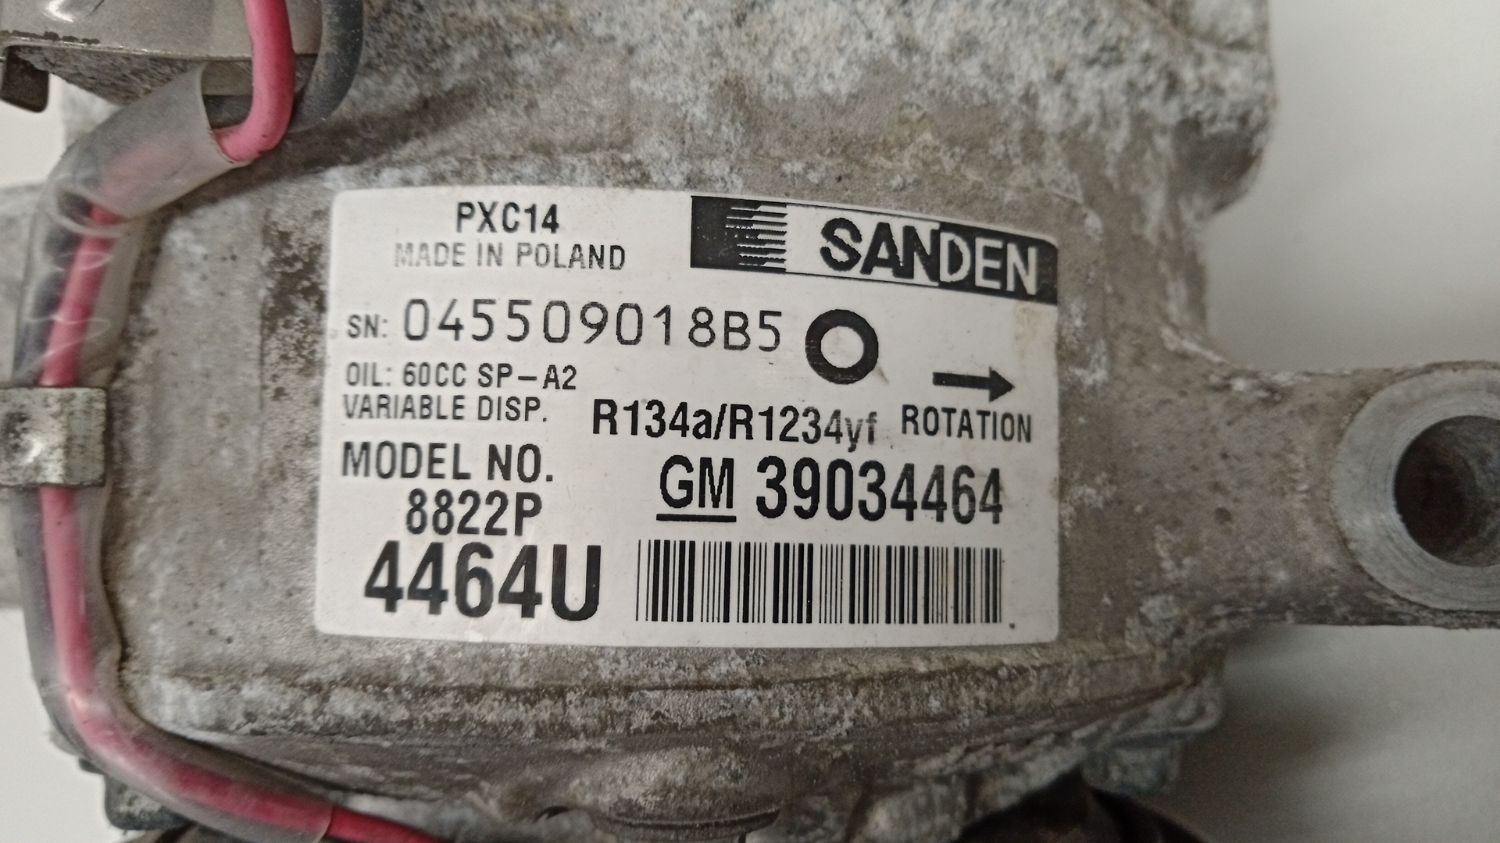 PXC14
SANDEN
MADE IN POLAND
SN: 045509018B5
OIL: 60CC SP-A2
VARIABLE DISP.
R134a/R1234yf
ROTATION
MODEL NO.
8822P
GM 39034464
4464U